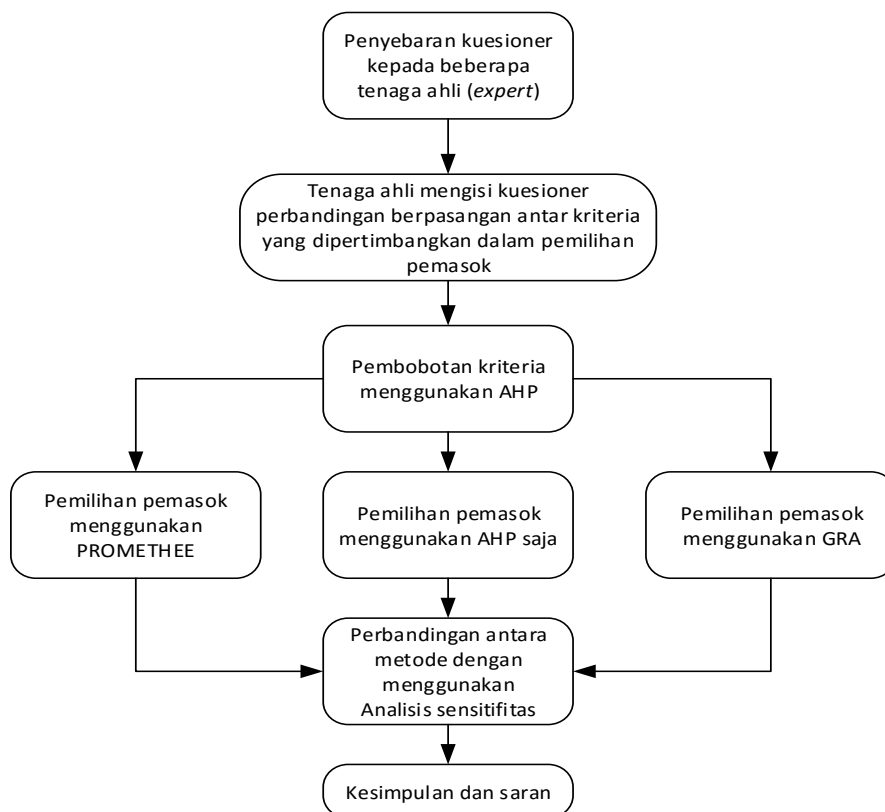 Penyebaran kuesioner
kepada beberapa
tenaga ahli (expert)
Tenaga ahli mengisi kuesioner
perbandingan berpasangan antar kriteria
yang dipertimbangkan dalam pemilihan
pemasok
Pembobotan kriteria
menggunakan AHP
Pemilihan pemasok
menggunakan
PROMETHEE
Pemilihan pemasok
menggunakan AHP saja
Pemilihan pemasok
menggunakan GRA
Perbandingan antara
metode dengan
menggunakan
Analisis sensitifitas
Kesimpulan dan saran